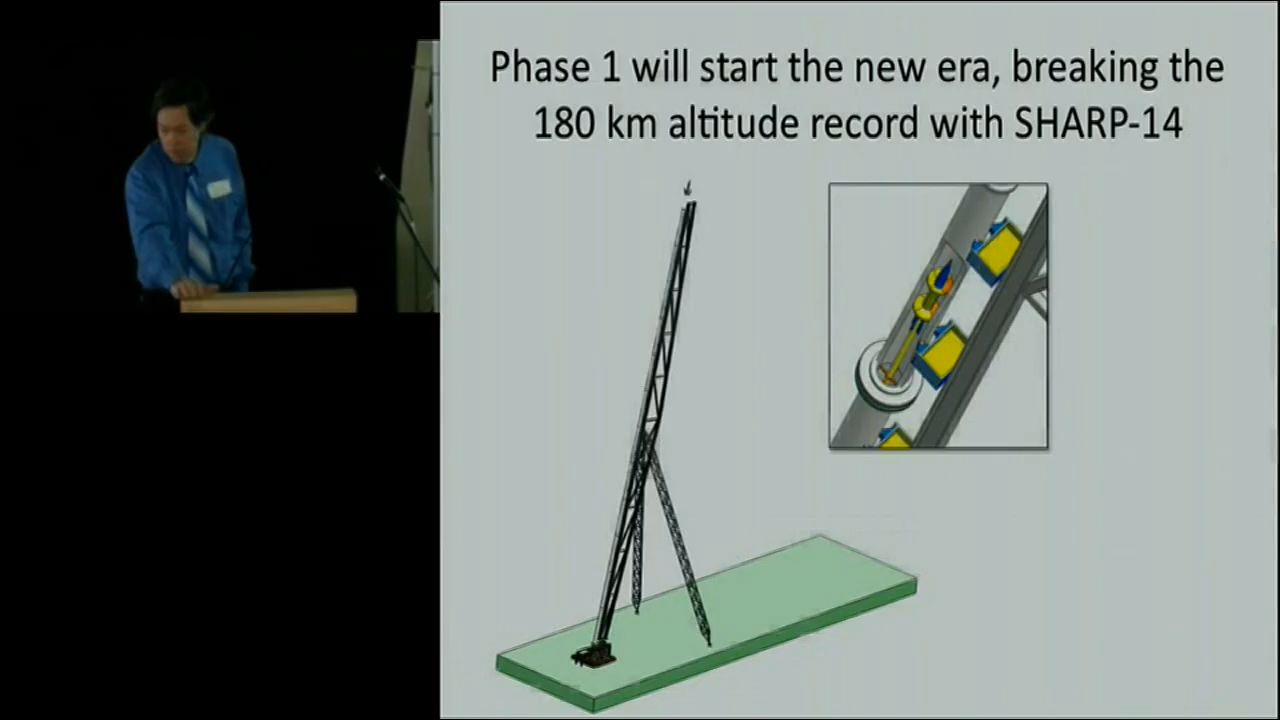 Phase 1 will start the new era, breaking the
180 km altitude record with SHARP-14